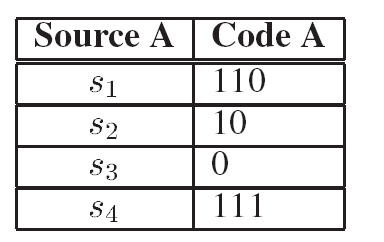 Source A Code A
s₁ 110
s₂ 10
s₃ 0
s₄ 111